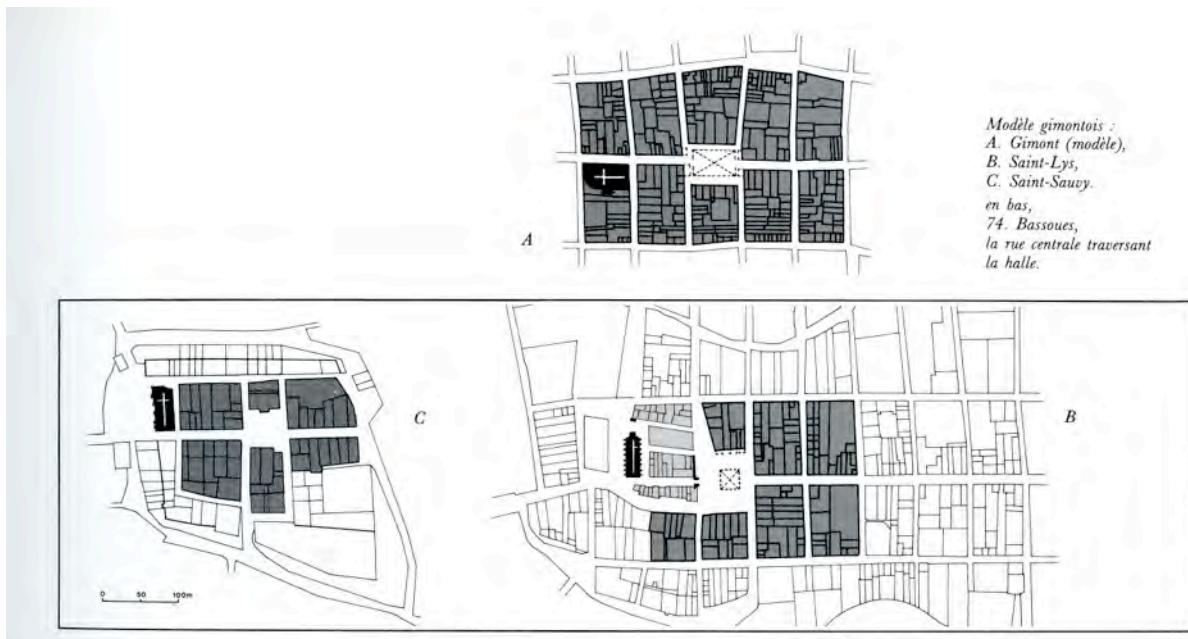 Modèle gimontois :
A. Gimont (modèle),
B. Saint-Lys,
C. Saint-Sauvy.
en bas,
74. Bassoues,
la rue centrale traversant
la halle.
A
C
B
0 50 100m